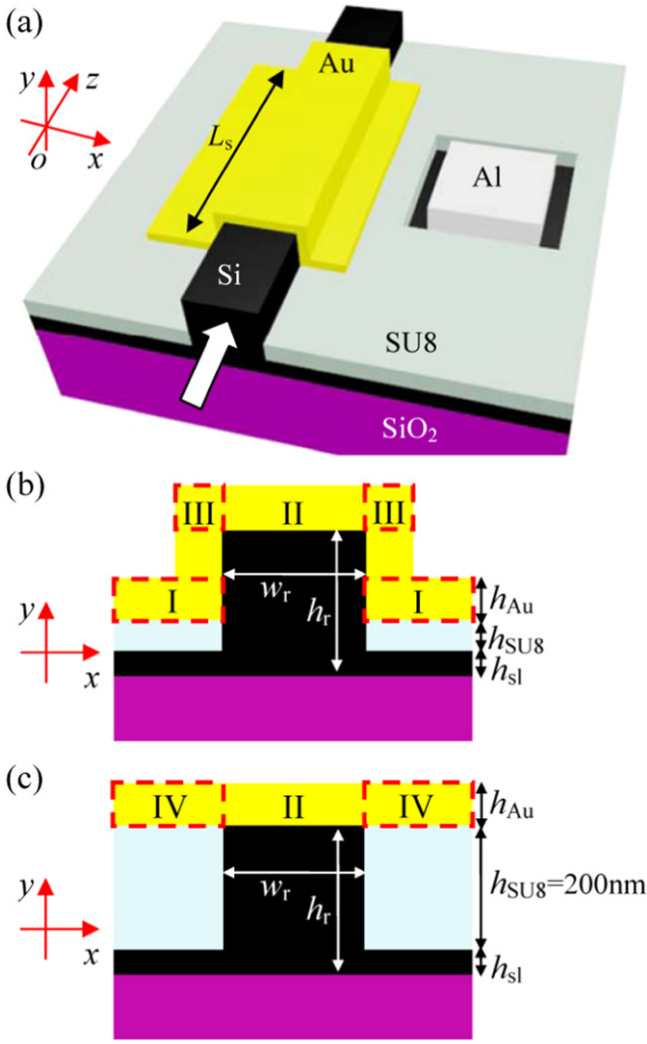 (a)
Au
y
z
o
x
Ls
Al
Si
SU8
SiO₂
(b)
III
II
III
I
wr
hr
I
hAu
hSU8
hsl
y
x
(c)
IV
II
IV
hAu
wr
hr
hSU8=200nm
y
x
hsl